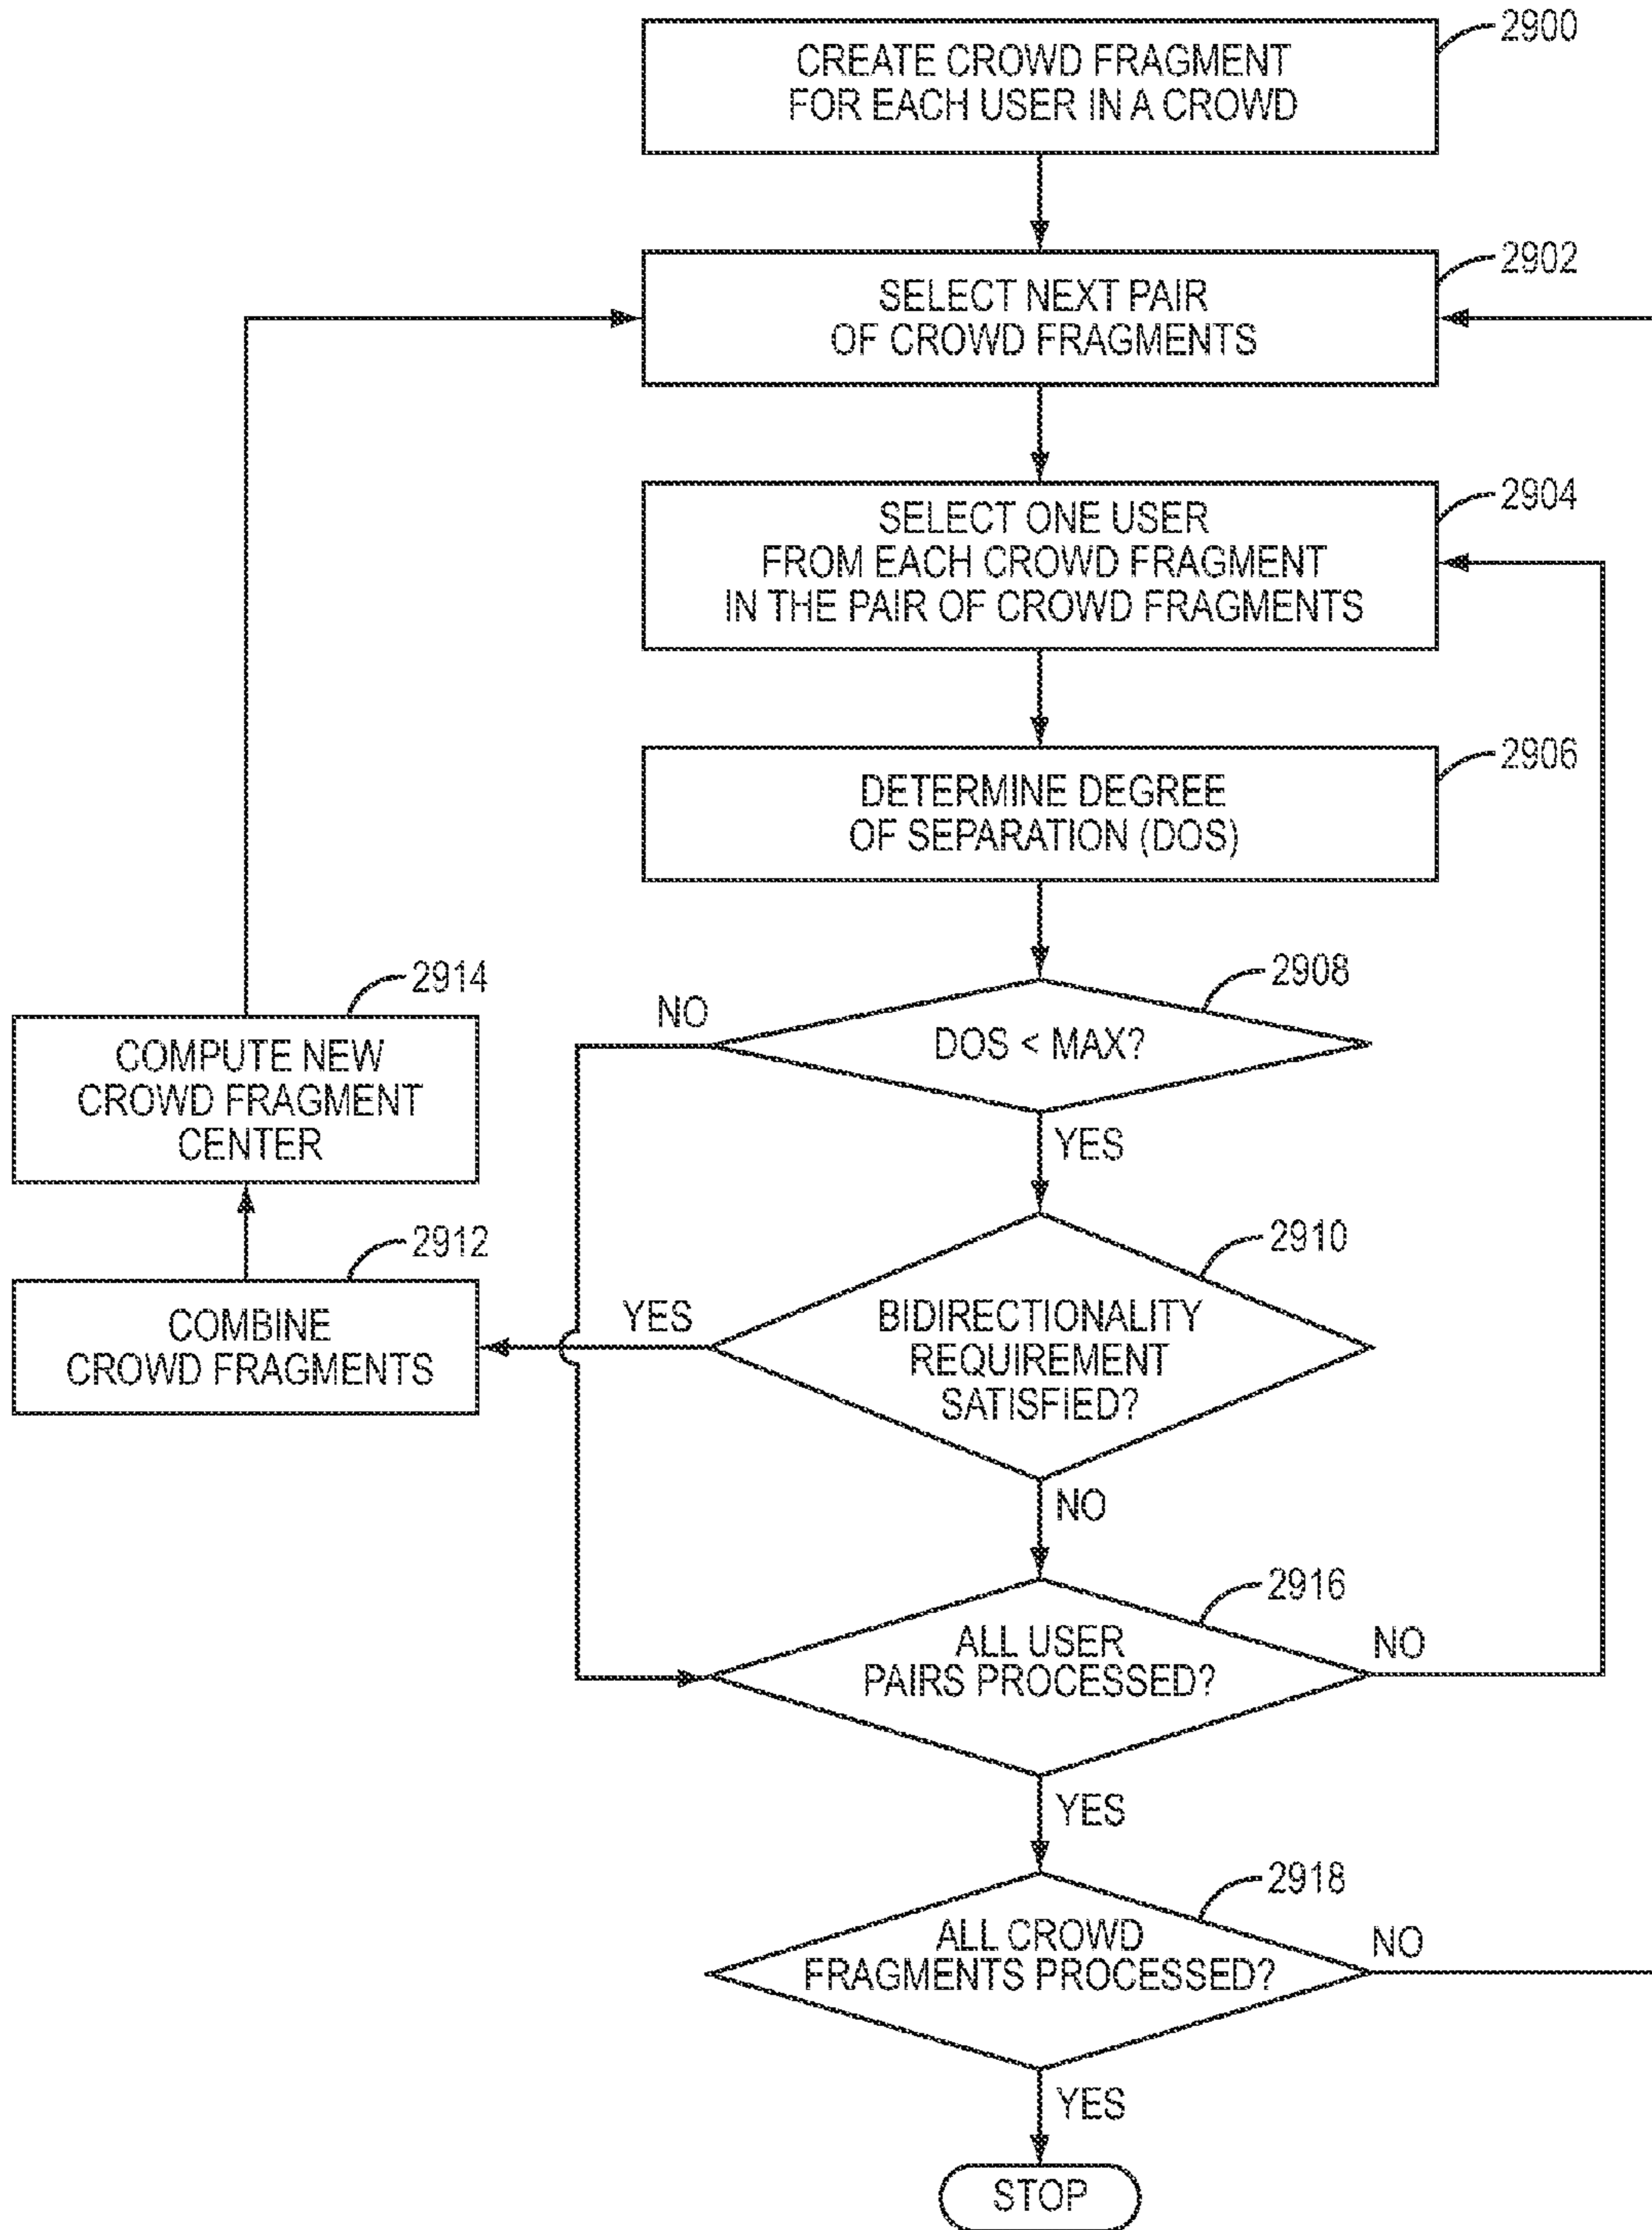 2900
CREATE CROWD FRAGMENT
FOR EACH USER IN A CROWD
2902
SELECT NEXT PAIR
OF CROWD FRAGMENTS
2904
SELECT ONE USER
FROM EACH CROWD FRAGMENT
IN THE PAIR OF CROWD FRAGMENTS
2906
DETERMINE DEGREE
OF SEPARATION (DOS)
2908
NO
DOS < MAX?
YES
2914
COMPUTE NEW
CROWD FRAGMENT
CENTER
2912
COMBINE
CROWD FRAGMENTS
2910
YES
BIDIRECTIONALITY
REQUIREMENT
SATISFIED?
NO
2916
ALL USER
PAIRS PROCESSED?
NO
YES
2918
ALL CROWD
FRAGMENTS PROCESSED?
NO
YES
STOP